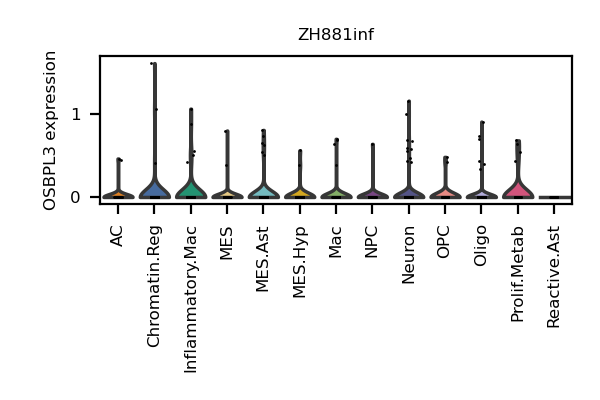 ZH881inf
OSBPL3 expression
1
0
AC
Chromatin.Reg
Inflammatory.Mac
MES
MES.Ast
MES.Hyp
Mac
NPC
Neuron
OPC
Oligo
Prolif.Metab
Reactive.Ast